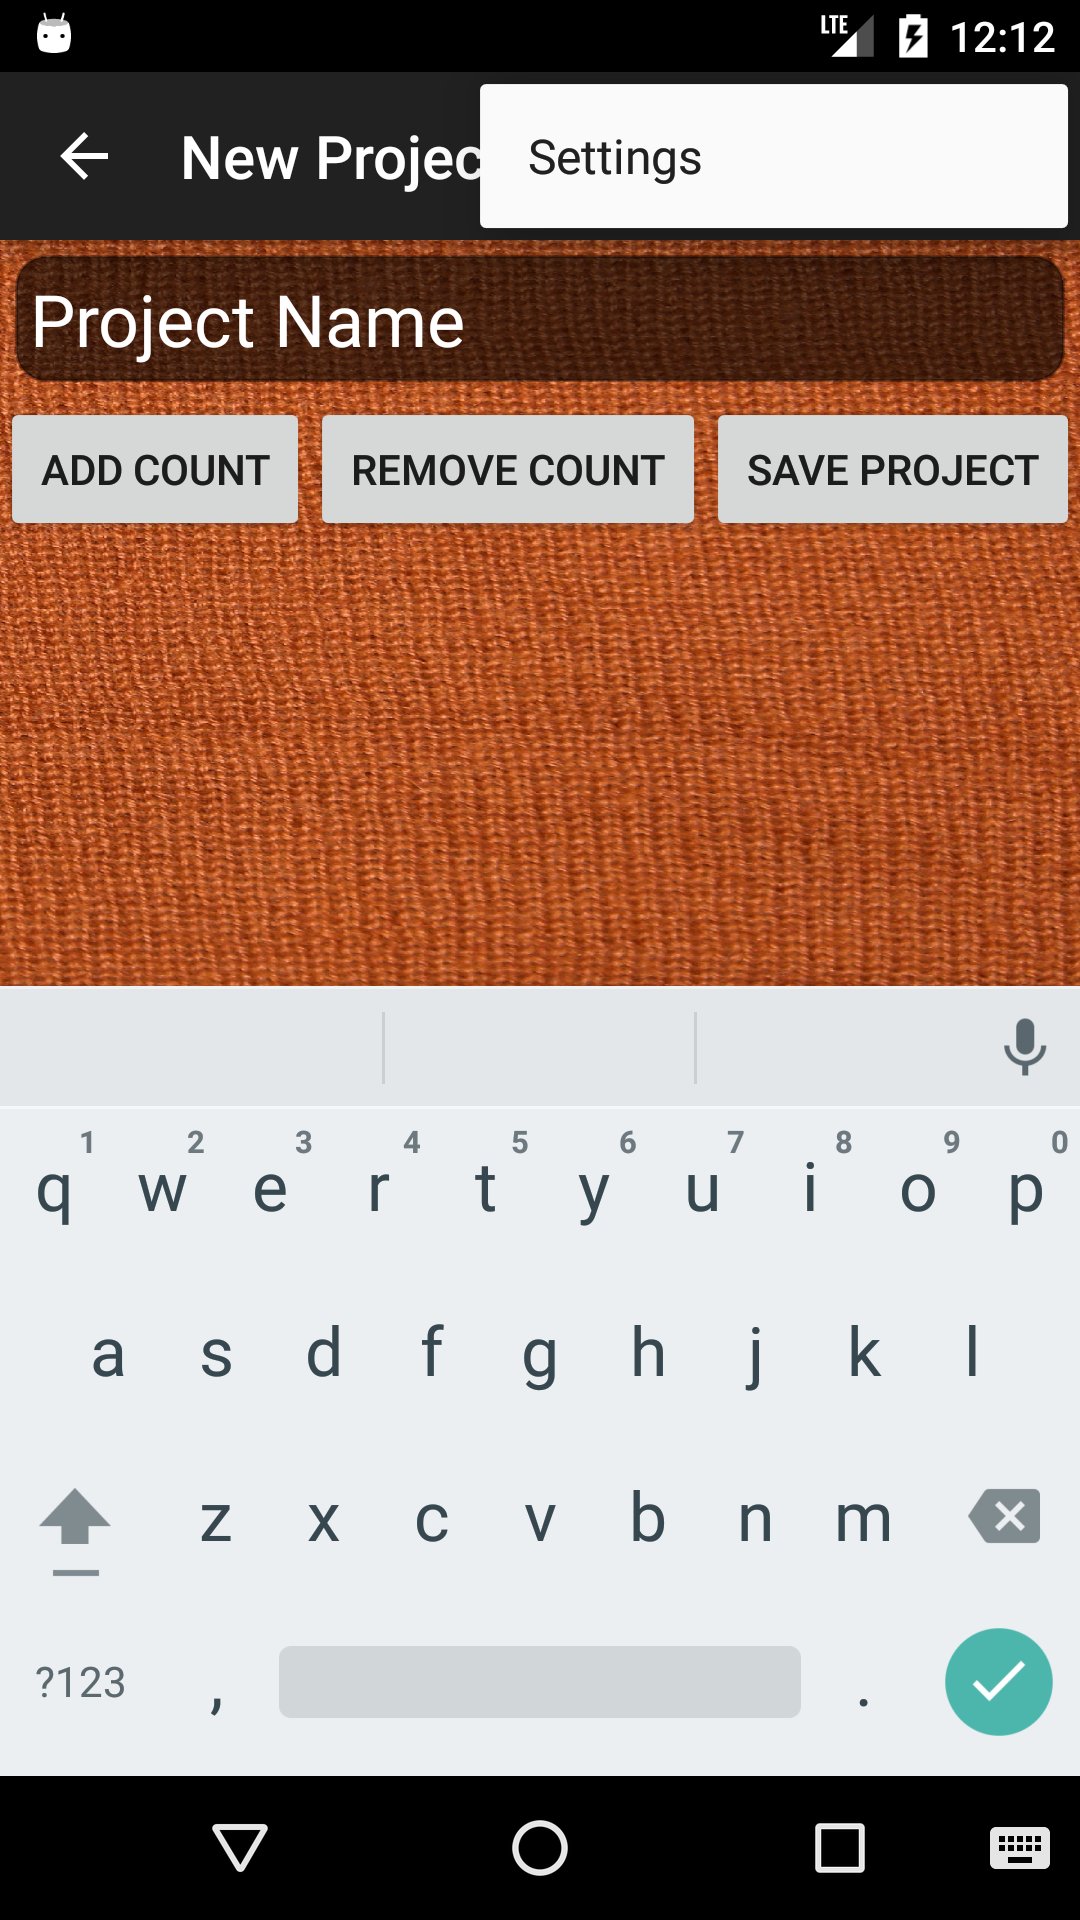 LTE 12:12
New Projec
Settings
Project Name
ADD COUNT REMOVE COUNT SAVE PROJECT
1 2 3 4 5 6 7 8 9 0
q w e r t y u i o p
a s d f g h j k l
z x c v b n m
?123 , .